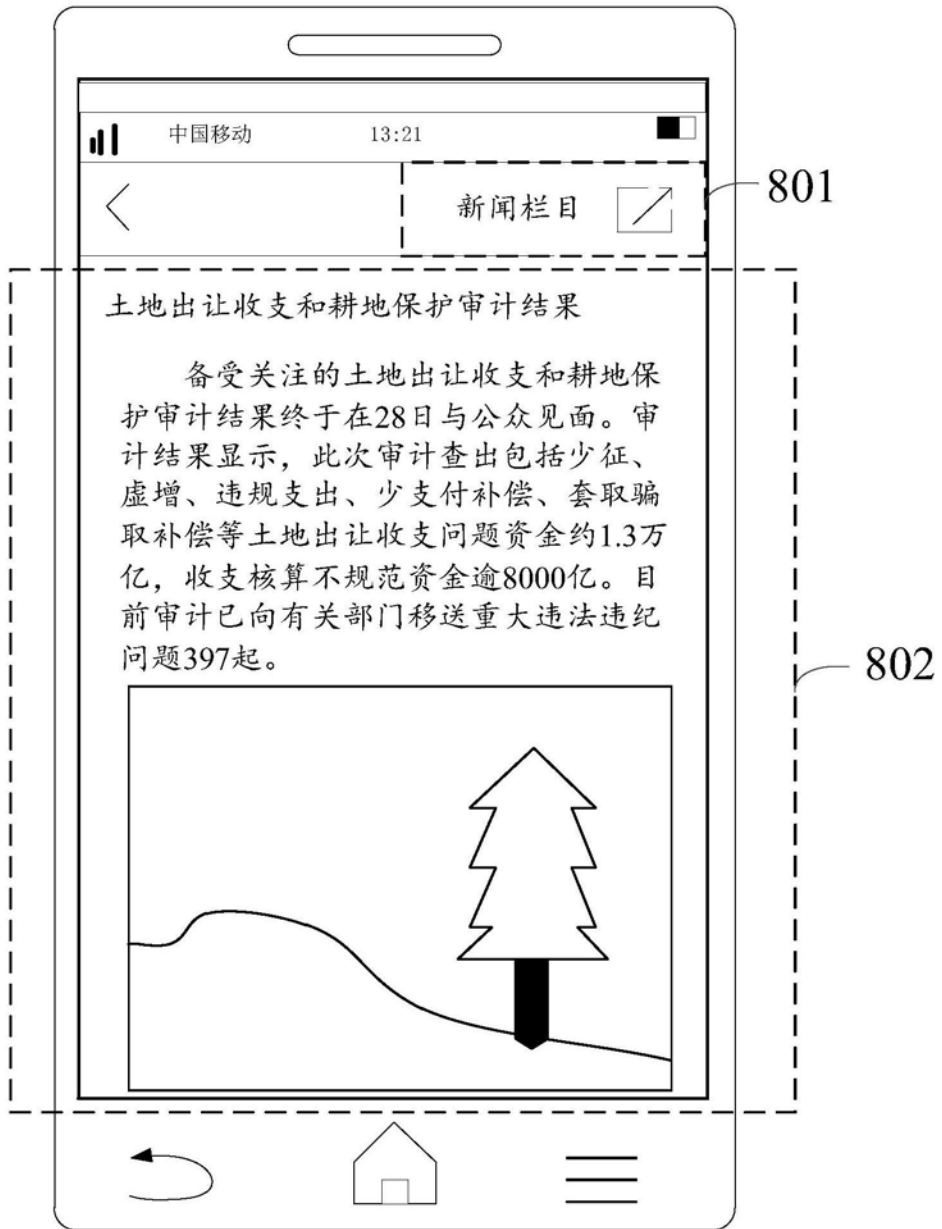 中国移动 13:21
新闻栏目
801
土地出让收支和耕地保护审计结果
备受关注的土地出让收支和耕地保
护审计结果终于在28日与公众见面。审
计结果显示，此次审计查出包括少征、
虚增、违规支出、少支付补偿、套取骗
取补偿等土地出让收支问题资金约1.3万
亿，收支核算不规范资金逾8000亿。目
前审计已向有关部门移送重大违法违纪
问题397起。
802